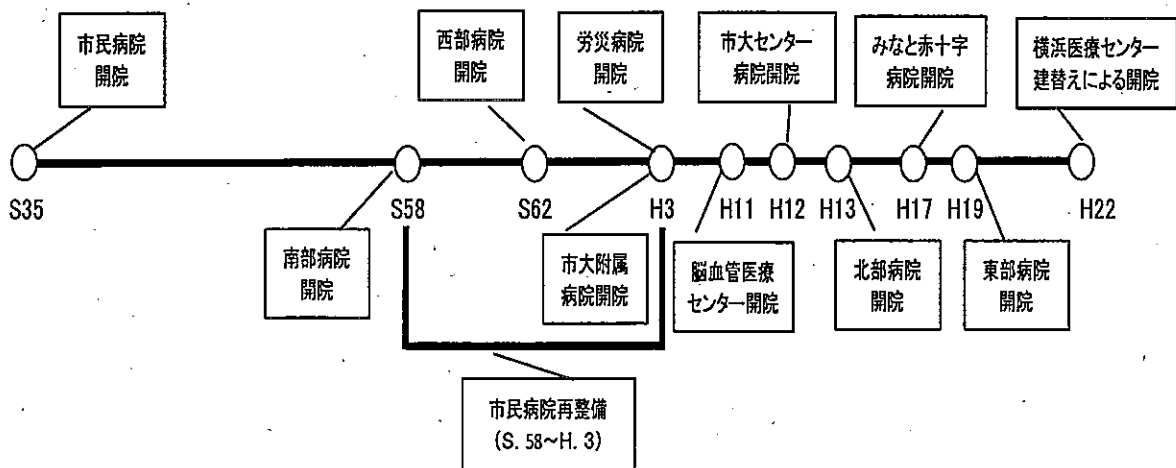 市民病院
開院
西部病院
開院
労災病院
開院
市大センター
病院開院
みなと赤十字
病院開院
横浜医療センター
建替えによる開院
S35
S58
S62
H3
H11
H12
H13
H17
H19
H22
南部病院
開院
市大附属
病院開院
脳血管医療
センター開院
北部病院
開院
東部病院
開院
市民病院再整備
(S. 58～H. 3)